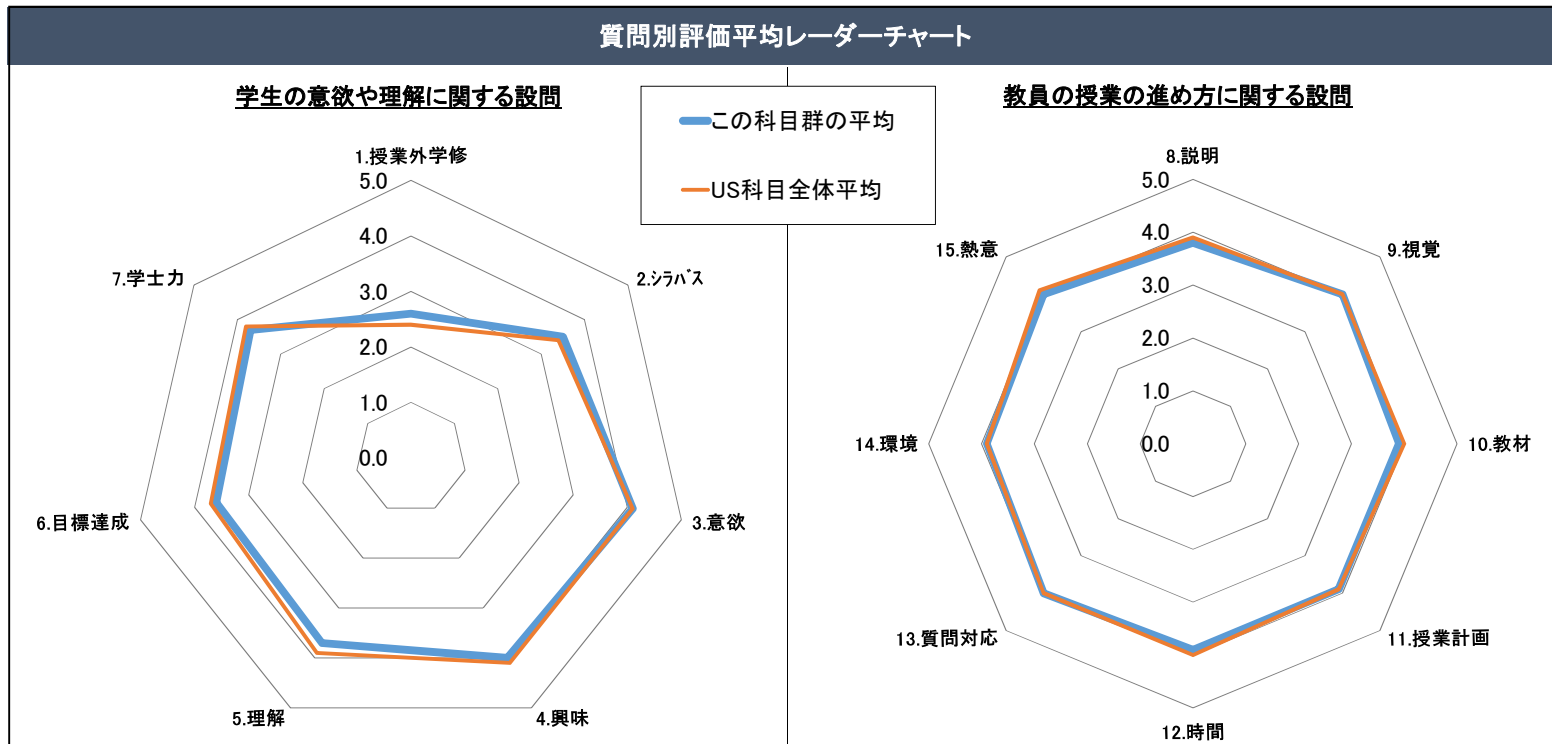 質問別評価平均レーダーチャート
学生の意欲や理解に関する設問
この科目群の平均
US科目全体平均
1.授業外学修
2.シラバス
3.意欲
4.興味
5.理解
6.目標達成
7.学士力
5.0
4.0
3.0
2.0
1.0
0.0
教員の授業の進め方に関する設問
8.説明
9.視覚
10.教材
11.授業計画
12.時間
13.質問対応
14.環境
15.熱意
5.0
4.0
3.0
2.0
1.0
0.0